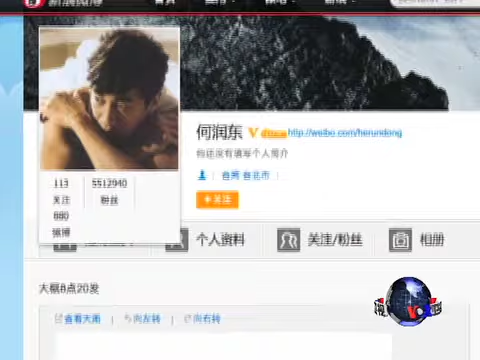 何润东 http://weibo.com/herundong
你还没有填写个人简介
台湾 台北市
+关注
113 5512940
关注 粉丝
880
微博
个人资料 关注/粉丝 相册
大概8点20发
查看大图 | 向左转 | 向右转
VOA